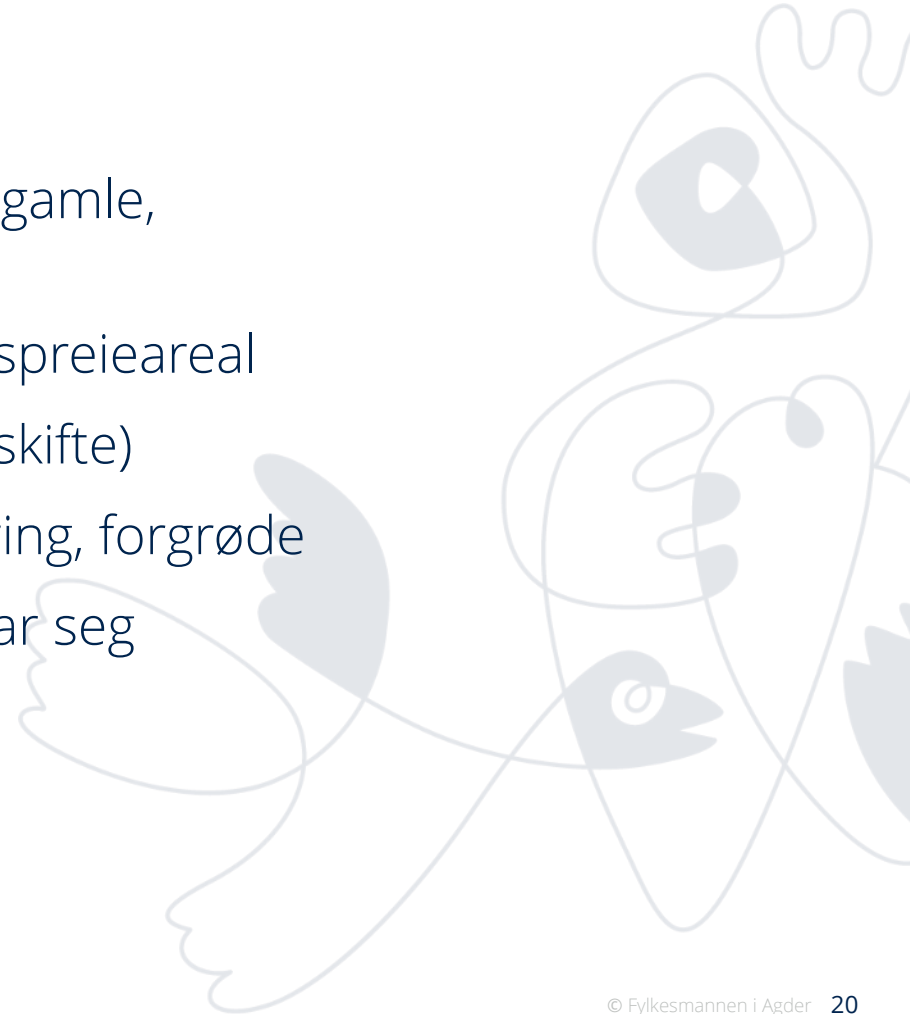 gamle,
spreieareal
skifte)
ing, forgrøde
ar seg
© Fylkesmannen i Agder 20